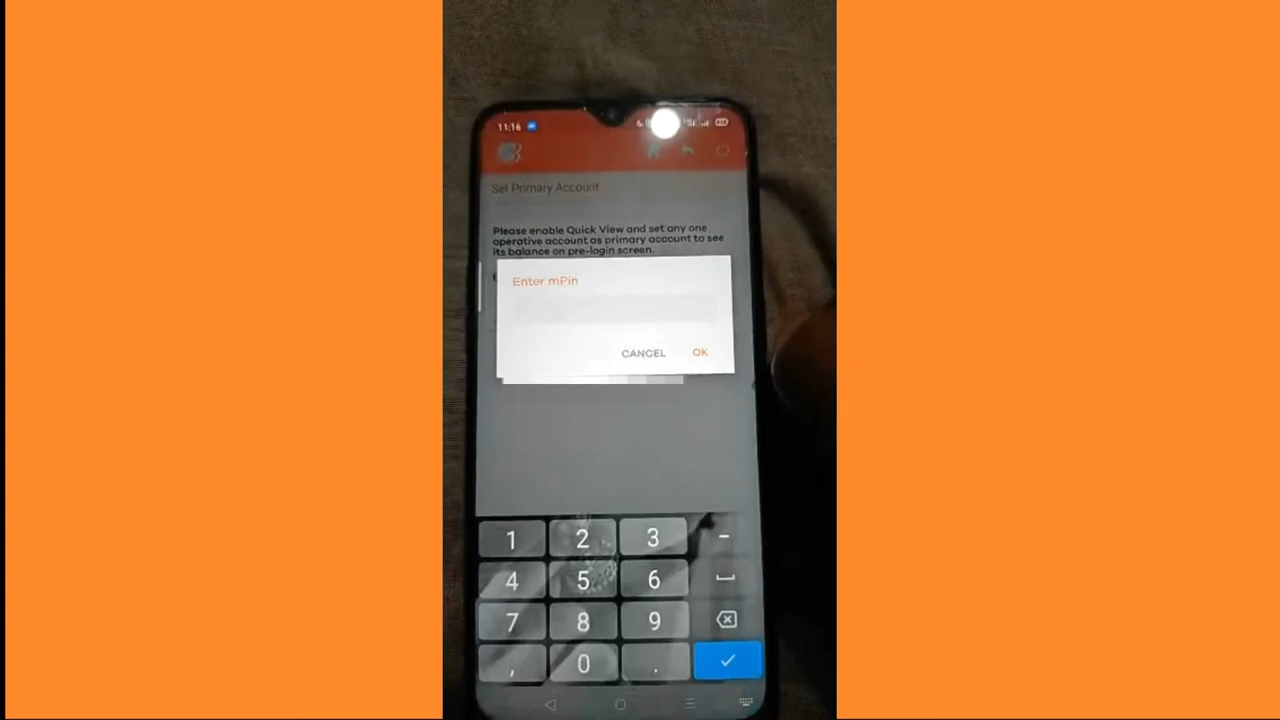 11:16
Set Primary Account
Please enable Quick View and set any one
operative account as primary account to see
its balance on pre-login screen.
Enter mPin
CANCEL OK
1 2 3 -
4 5 6
7 8 9
, 0 .